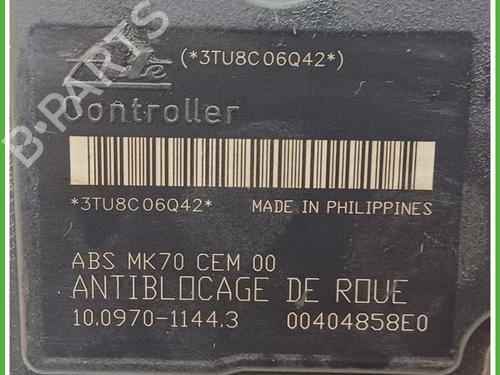 (*3TU8C06Q42*)
Ate
Controller
*3TU8C06Q42* MADE IN PHILIPPINES
ABS MK70 CEM 00
ANTIBLOCAGE DE ROUE
10.0970-1144.3 00404858E0
B-PARTS